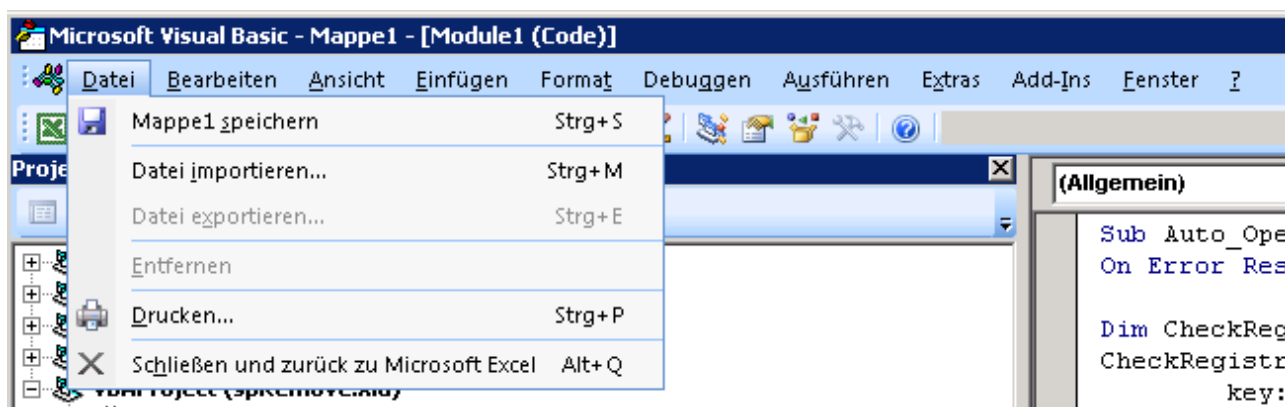 Microsoft Visual Basic - Mappe1 - [Module1 (Code)]
Datei Bearbeiten Ansicht Einfügen Format Debuggen Ausführen Extras Add-Ins Fenster ?
Mappe1 speichern Strg+S
Datei importieren... Strg+M
Datei exportieren... Strg+E
Entfernen
Drucken... Strg+P
Schließen und zurück zu Microsoft Excel Alt+Q
Proje
(Allgemein)
Sub Auto_Ope
On Error Res
Dim CheckReg
CheckRegistr
key: